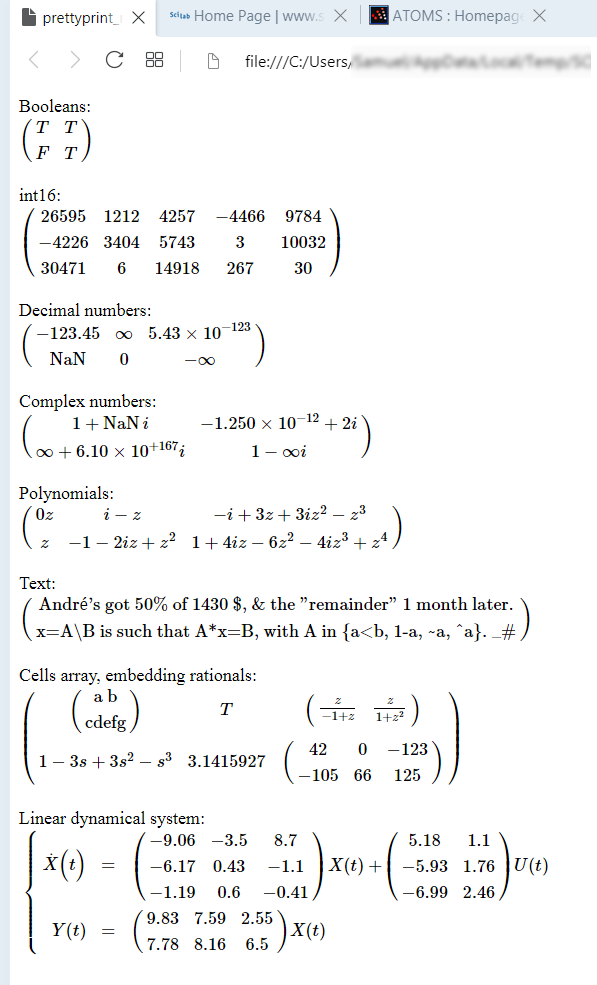 prettyprint_
Scilab Home Page | www.s
ATOMS : Homepag
file:///C:/Users/
Booleans:
T T
F T
int16:
26595 1212 4257 −4466 9784
−4226 3404 5743 3 10032
30471 6 14918 267 30
Decimal numbers:
−123.45 ∞ 5.43 × 10⁻¹²³
NaN 0 −∞
Complex numbers:
1 + NaN i −1.250 × 10⁻¹² + 2i
∞ + 6.10 × 10⁺¹⁶⁷i 1 − ∞i
Polynomials:
0z i − z −i + 3z + 3iz² − z³
z −1 − 2iz + z² 1 + 4iz − 6z² − 4iz³ + z⁴
Text:
André's got 50% of 1430 $, & the ”remainder” 1 month later.
x=A\B is such that A*x=B, with A in {a<b, 1-a, ~a, ^a}. _#
Cells array, embedding rationals:
a b
cdefg
T
z/(−1+z) z/(1+z²)
1 − 3s + 3s² − s³ 3.1415927
42 0 −123
−105 66 125
Linear dynamical system:
Ẋ(t) =
−9.06 −3.5 8.7
−6.17 0.43 −1.1
−1.19 0.6 −0.41
X(t) +
5.18 1.1
−5.93 1.76
−6.99 2.46
U(t)
Y(t) =
9.83 7.59 2.55
7.78 8.16 6.5
X(t)